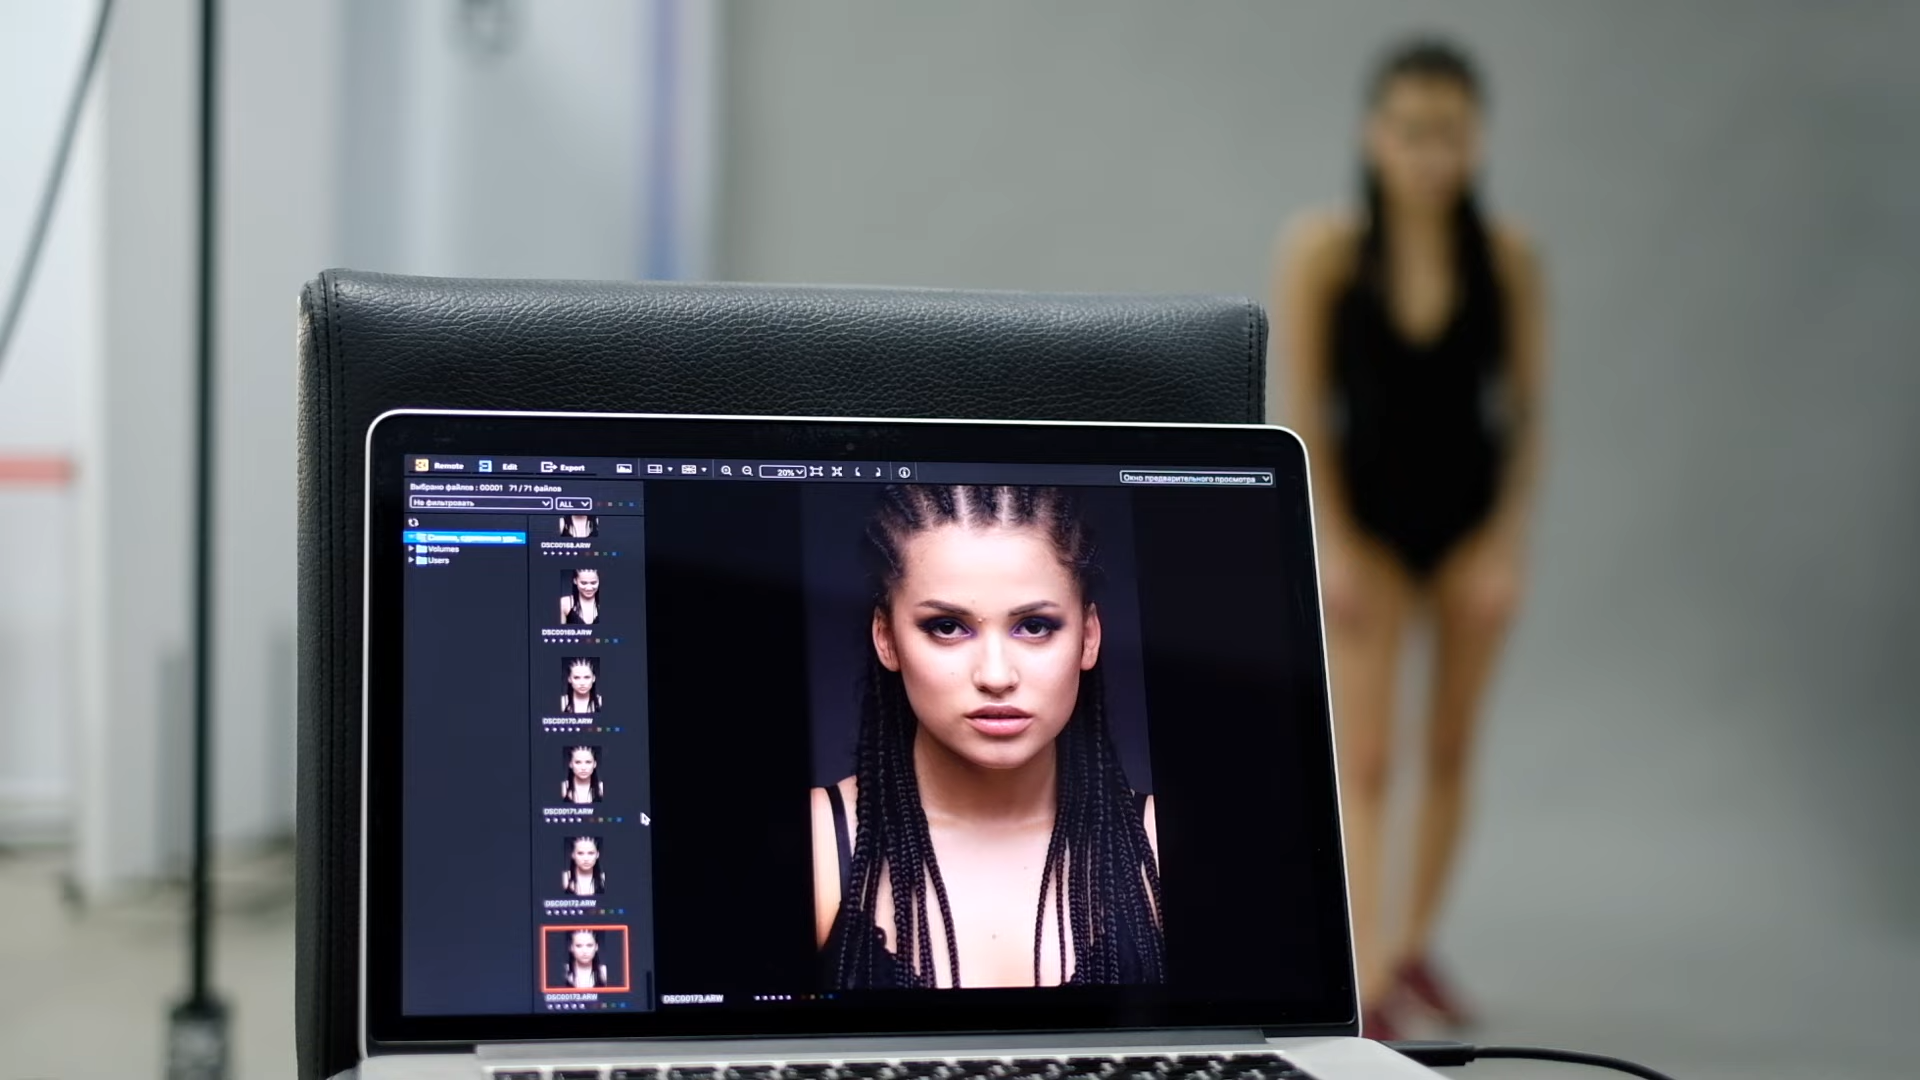 Remote Edit Export
20%
Окно предварительного просмотра
Выбрано файлов : 00001 71 / 71 файлов
Не фильтровать ALL
Volumes
Users
DSC00168.ARW
DSC00169.ARW
DSC00170.ARW
DSC00171.ARW
DSC00172.ARW
DSC00173.ARW
DSC00173.ARW